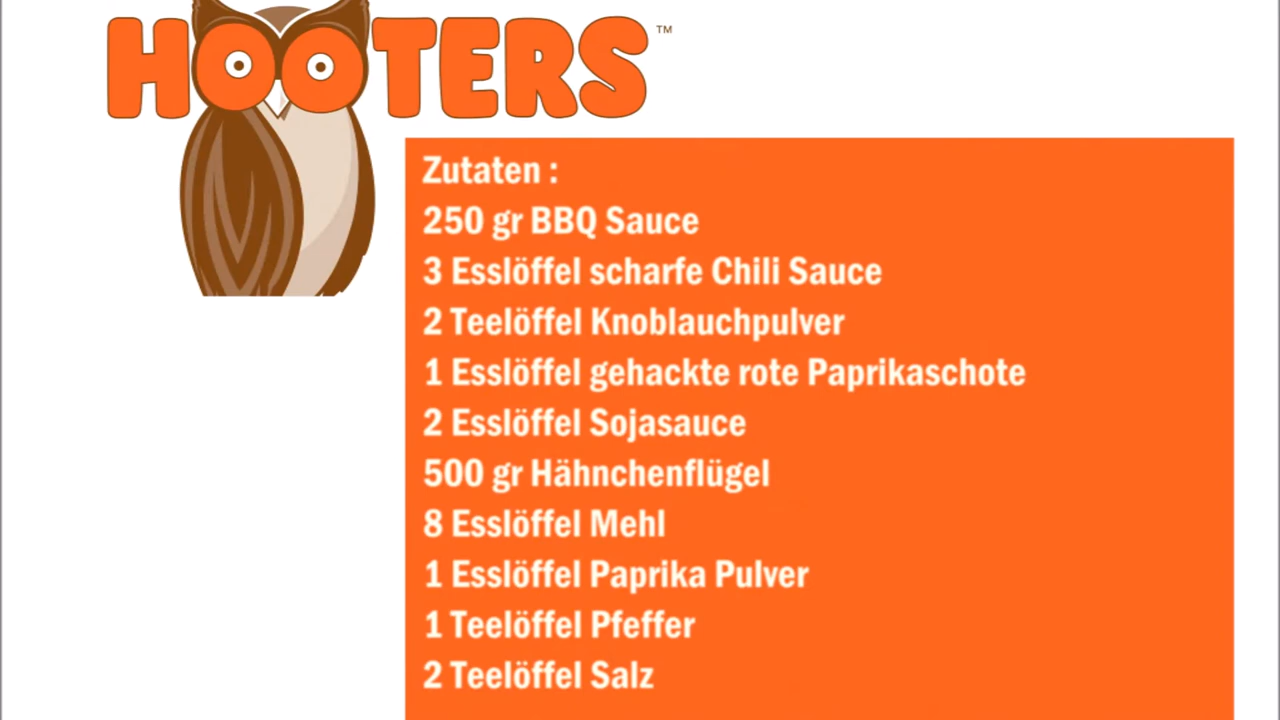 HOOTERS™
Zutaten :
250 gr BBQ Sauce
3 Esslöffel scharfe Chili Sauce
2 Teelöffel Knoblauchpulver
1 Esslöffel gehackte rote Paprikaschote
2 Esslöffel Sojasauce
500 gr Hähnchenflügel
8 Esslöffel Mehl
1 Esslöffel Paprika Pulver
1 Teelöffel Pfeffer
2 Teelöffel Salz